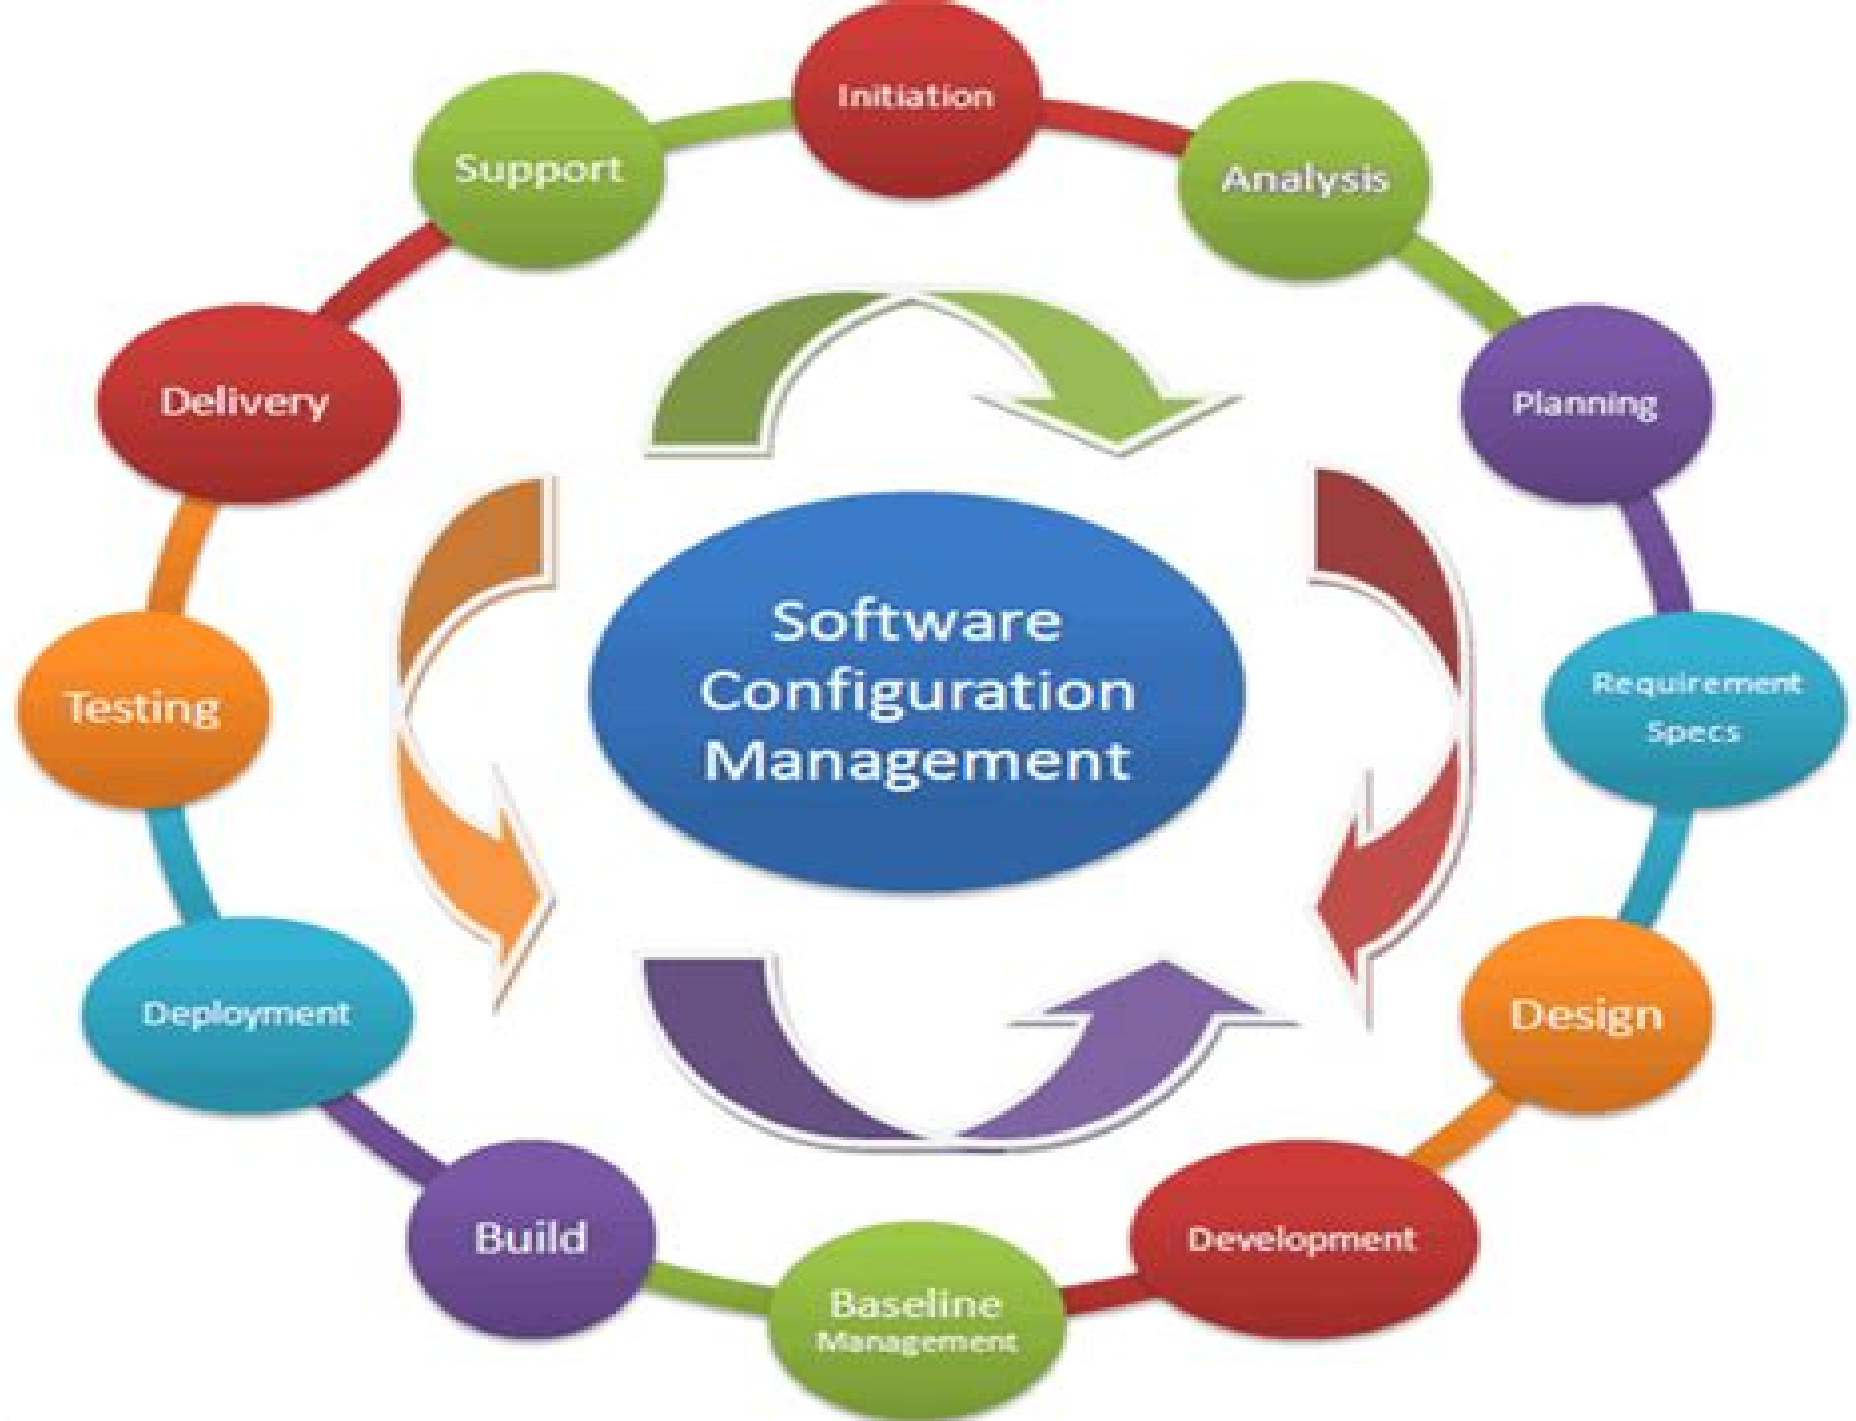 Initiation
Analysis
Planning
Requirement
Specs
Design
Development
Baseline
Management
Build
Deployment
Testing
Delivery
Support
Software
Configuration
Management